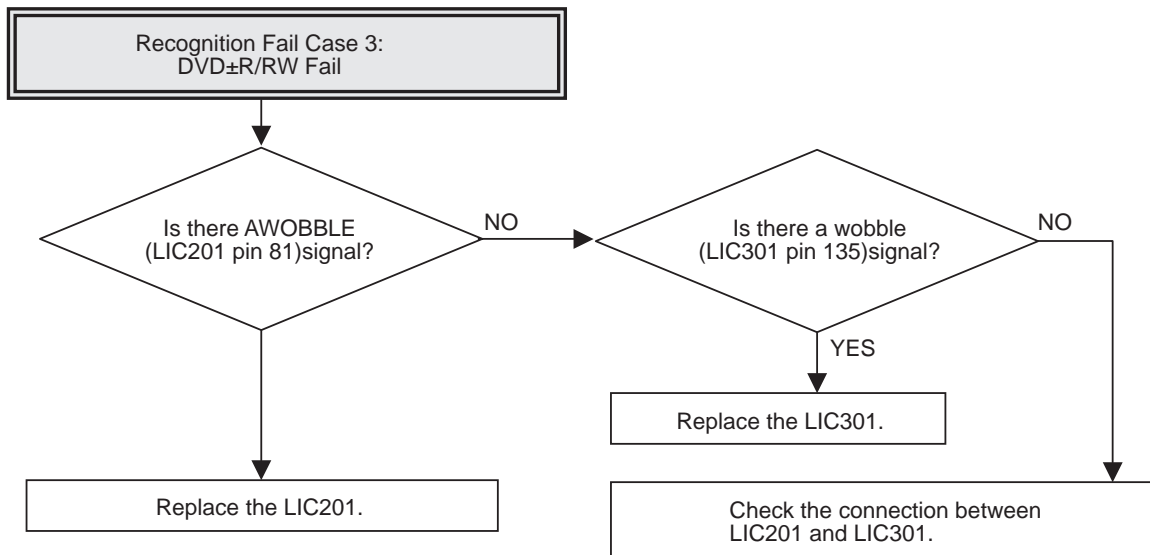 Recognition Fail Case 3:
DVD±R/RW Fail
Is there AWOBBLE
(LIC201 pin 81)signal?
NO
Is there a wobble
(LIC301 pin 135)signal?
NO
YES
Replace the LIC301.
Replace the LIC201.
Check the connection between
LIC201 and LIC301.